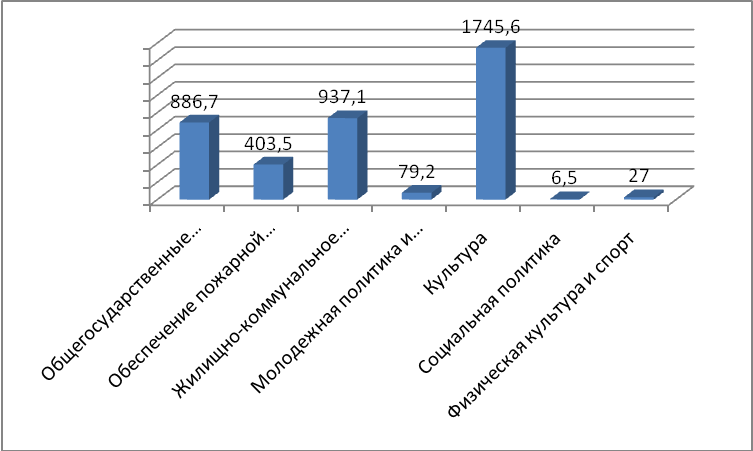 1745,6
886,7
937,1
403,5
79,2
6,5
27
Общегосударственные...
Обеспечение пожарной...
Жилищно-коммунальное...
Молодежная политика и...
Культура
Социальная политика
Физическая культура и спорт